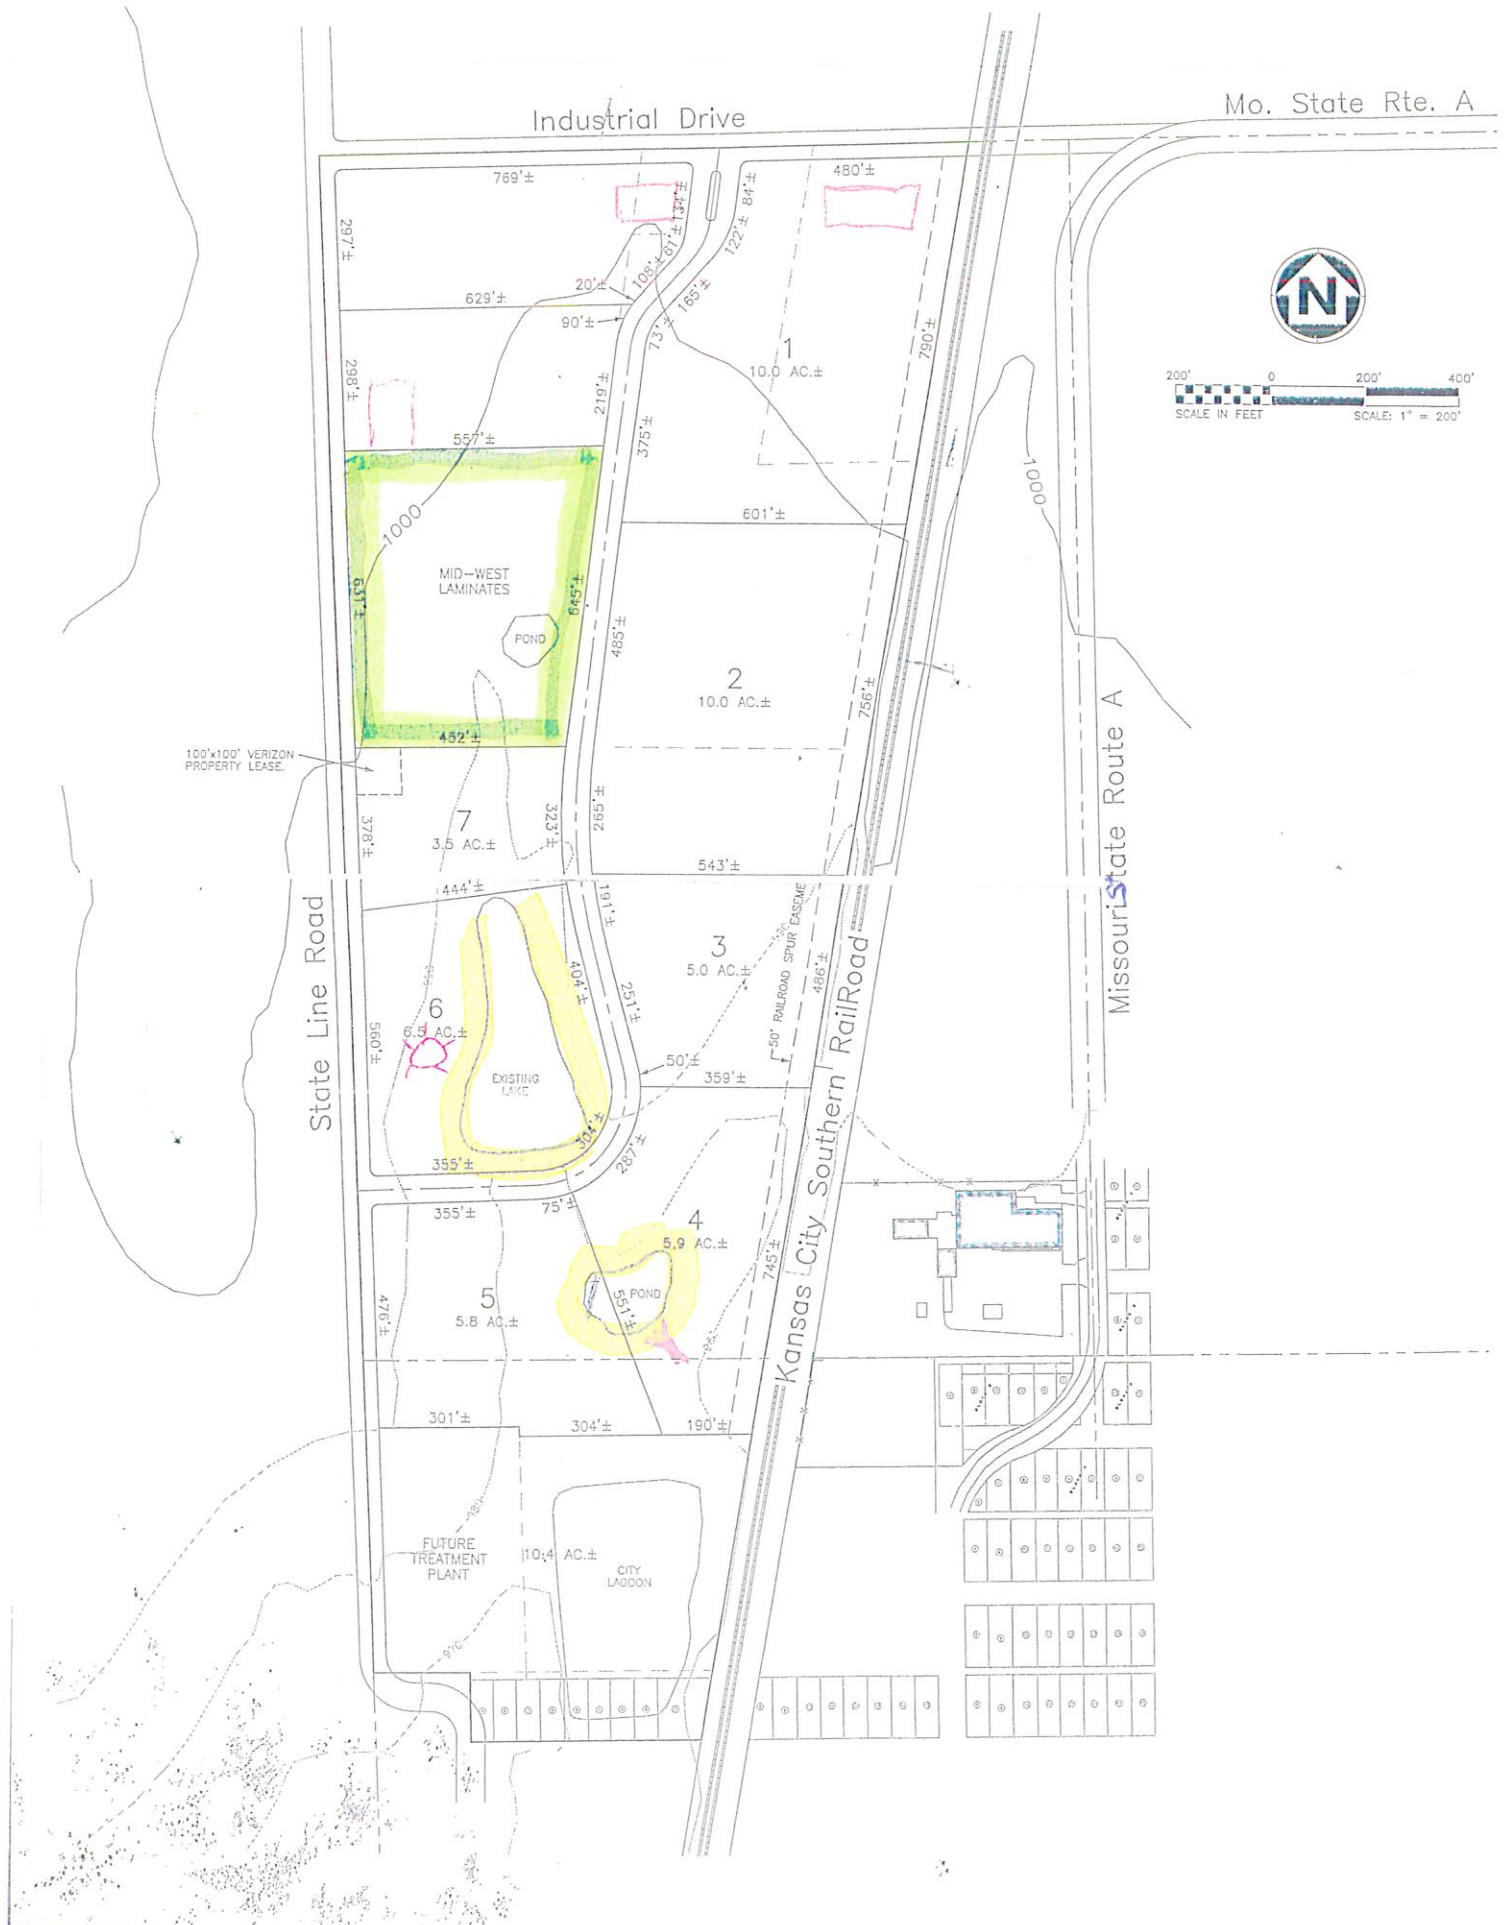 Industrial Drive
Mo. State Rte. A
769'±
480'±
134'±
84'±
297'±
61'±
122'±
108'±
20'±
165'±
629'±
90'±
73'±
790'±
1
10.0 AC.±
N
200'
0
200'
400'
SCALE IN FEET
SCALE: 1" = 200'
298'±
219'±
375'±
557'±
1000
1000
601'±
MID-WEST
LAMINATES
631'±
645'±
POND
485'±
2
10.0 AC.±
756'±
452'±
100'x100' VERIZON
PROPERTY LEASE.
7
3.5 AC.±
378'±
323'±
265'±
543'±
Missouri State Route A
444'±
191'±
State Line Road
3
5.0 AC.±
50' RAILROAD SPUR EASEME
486'±
404'±
251'±
6
6.5 AC.±
560'±
EXISTING
LAKE
50'±
359'±
Kansas City Southern RailRoad
304'±
287'±
355'±
355'±
75'±
4
5.9 AC.±
745'±
5
5.8 AC.±
476'±
551'±
POND
301'±
304'±
190'±
980
FUTURE
TREATMENT
PLANT
10.4 AC.±
CITY
LAGOON
970